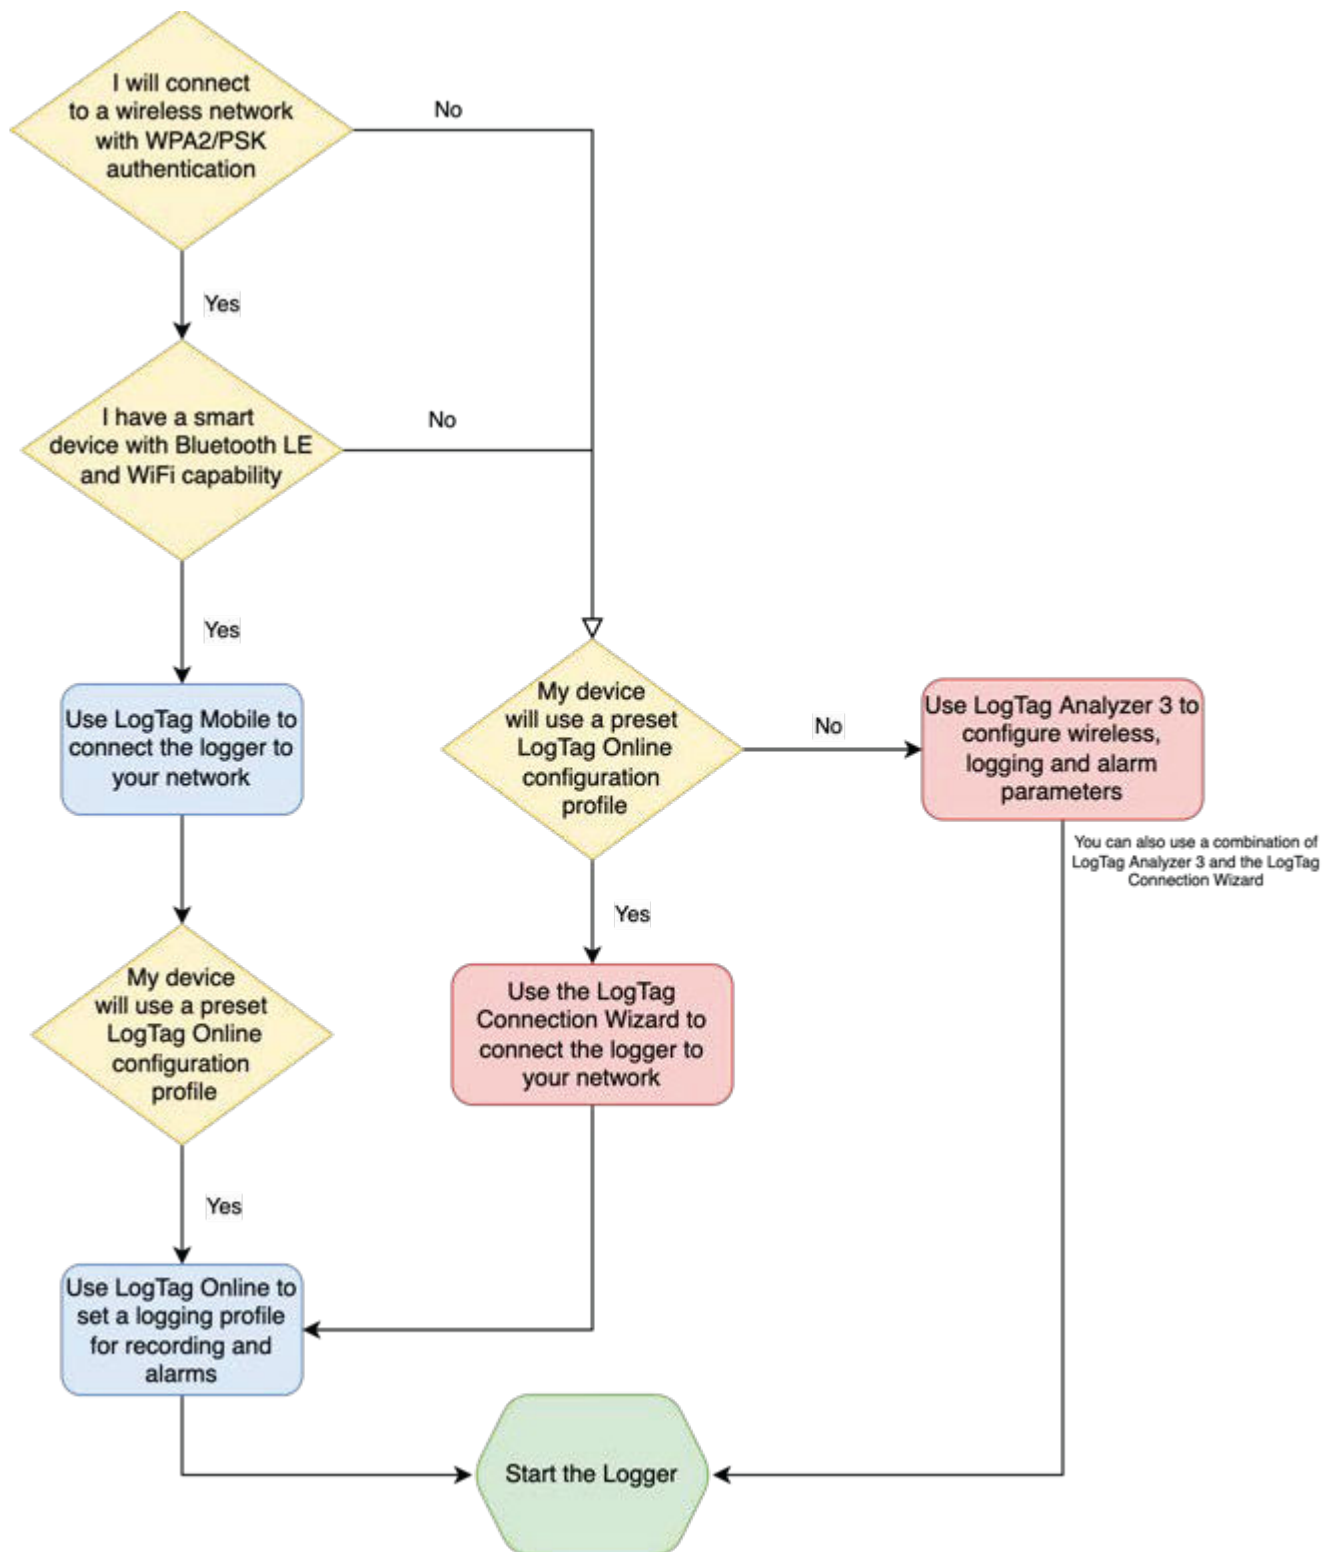 I will connect
to a wireless network
with WPA2/PSK
authentication
No
Yes
I have a smart
device with Bluetooth LE
and WiFi capability
No
Yes
Use LogTag Mobile to
connect the logger to
your network
My device
will use a preset
LogTag Online
configuration
profile
No
Use LogTag Analyzer 3 to
configure wireless,
logging and alarm
parameters
You can also use a combination of
LogTag Analyzer 3 and the LogTag
Connection Wizard
Yes
Use the LogTag
Connection Wizard to
connect the logger to
your network
My device
will use a preset
LogTag Online
configuration
profile
Yes
Use LogTag Online to
set a logging profile
for recording and
alarms
Start the Logger